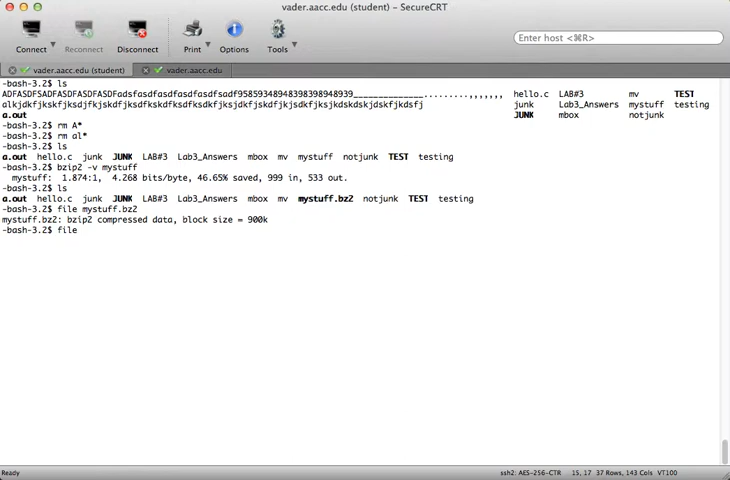 vader.aacc.edu (student) – SecureCRT
Connect Reconnect Disconnect Print Options Tools
Enter host <⌘R>
vader.aacc.edu (student) vader.aacc.edu
-bash-3.2$ ls
hello.c LAB#3 mv TEST
junk Lab3_Answers mystuff testing
a.out JUNK mbox notjunk
-bash-3.2$ rm A*
-bash-3.2$ rm al*
-bash-3.2$ ls
a.out hello.c junk JUNK LAB#3 Lab3_Answers mbox mv mystuff notjunk TEST testing
-bash-3.2$ bzip2 -v mystuff
mystuff: 1.874:1, 4.268 bits/byte, 46.65% saved, 999 in, 533 out.
-bash-3.2$ ls
a.out hello.c junk JUNK LAB#3 Lab3_Answers mbox mv mystuff.bz2 notjunk TEST testing
-bash-3.2$ file mystuff.bz2
mystuff.bz2: bzip2 compressed data, block size = 900k
-bash-3.2$ file
Ready ssh2: AES-256-CTR 15, 17 37 Rows, 143 Cols VT100